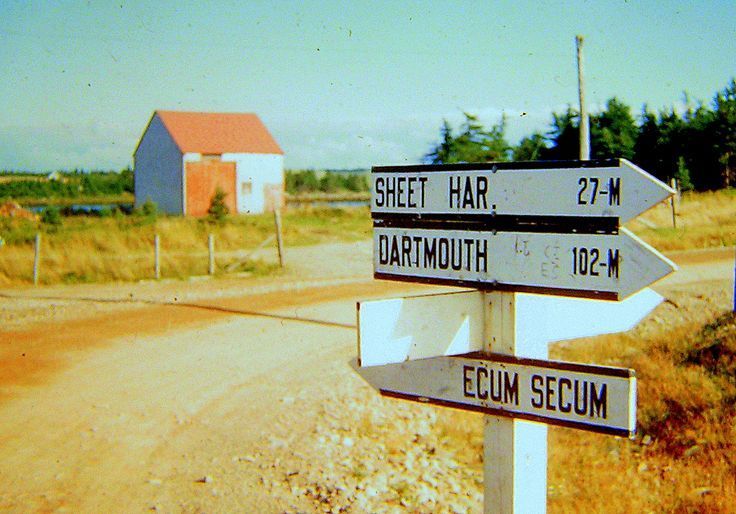 SHEET HAR. 27-M
DARTMOUTH 102-M
ECUM SECUM